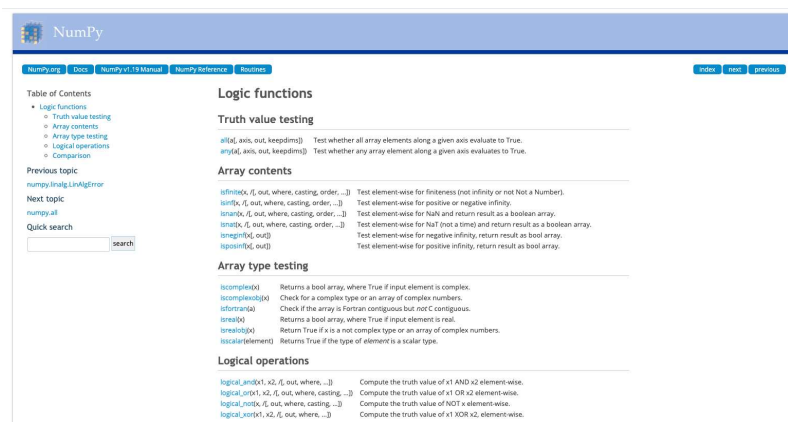 NumPy
NumPy.org Docs NumPy v1.19 Manual NumPy Reference Routines index next previous
Table of Contents
Logic functions
Truth value testing
Array contents
Array type testing
Logical operations
Comparison
Previous topic
numpy.linalg.LinAlgError
Next topic
numpy.all
Quick search
search
Logic functions
Truth value testing
all(a[, axis, out, keepdims]) Test whether all array elements along a given axis evaluate to True.
any(a[, axis, out, keepdims]) Test whether any array element along a given axis evaluates to True.
Array contents
isfinite(x, /[, out, where, casting, order, …]) Test element-wise for finiteness (not infinity or not Not a Number).
isinf(x, /[, out, where, casting, order, …]) Test element-wise for positive or negative infinity.
isnan(x, /[, out, where, casting, order, …]) Test element-wise for NaN and return result as a boolean array.
isnat(x, /[, out, where, casting, order, …]) Test element-wise for NaT (not a time) and return result as a boolean array.
isneginf(x[, out]) Test element-wise for negative infinity, return result as bool array.
isposinf(x[, out]) Test element-wise for positive infinity, return result as bool array.
Array type testing
iscomplex(x) Returns a bool array, where True if input element is complex.
iscomplexobj(x) Check for a complex type or an array of complex numbers.
isfortran(a) Check if the array is Fortran contiguous but not C contiguous.
isreal(x) Returns a bool array, where True if input element is real.
isrealobj(x) Return True if x is a not complex type or an array of complex numbers.
isscalar(element) Returns True if the type of element is a scalar type.
Logical operations
logical_and(x1, x2, /[, out, where, …]) Compute the truth value of x1 AND x2 element-wise.
logical_or(x1, x2, /[, out, where, casting, …]) Compute the truth value of x1 OR x2 element-wise.
logical_not(x, /[, out, where, casting, …]) Compute the truth value of NOT x element-wise.
logical_xor(x1, x2, /[, out, where, …]) Compute the truth value of x1 XOR x2, element-wise.